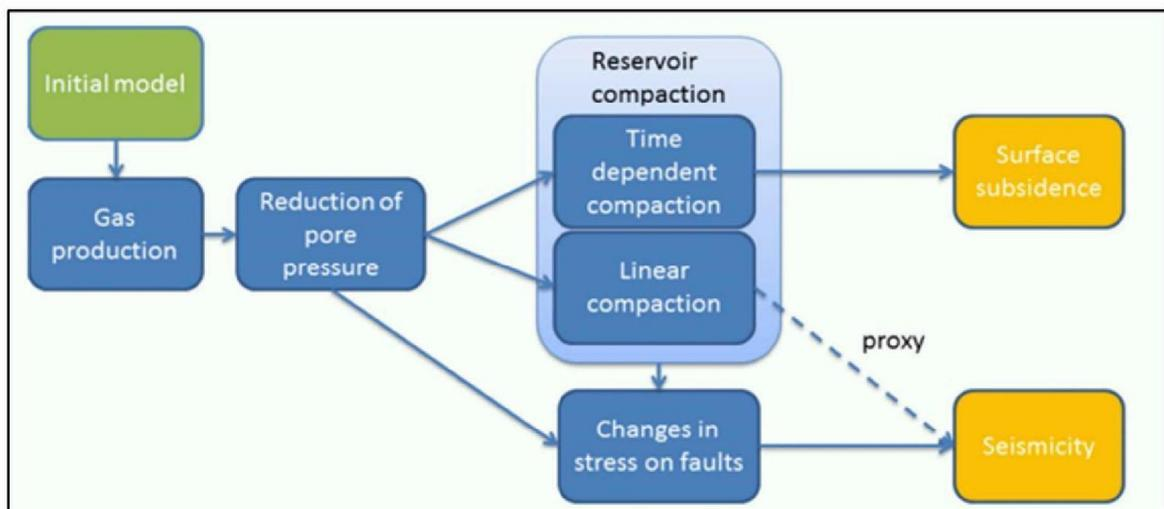 Initial model
Gas
production
Reduction of
pore
pressure
Reservoir
compaction
Time
dependent
compaction
Linear
compaction
Changes in
stress on faults
Surface
subsidence
proxy
Seismicity